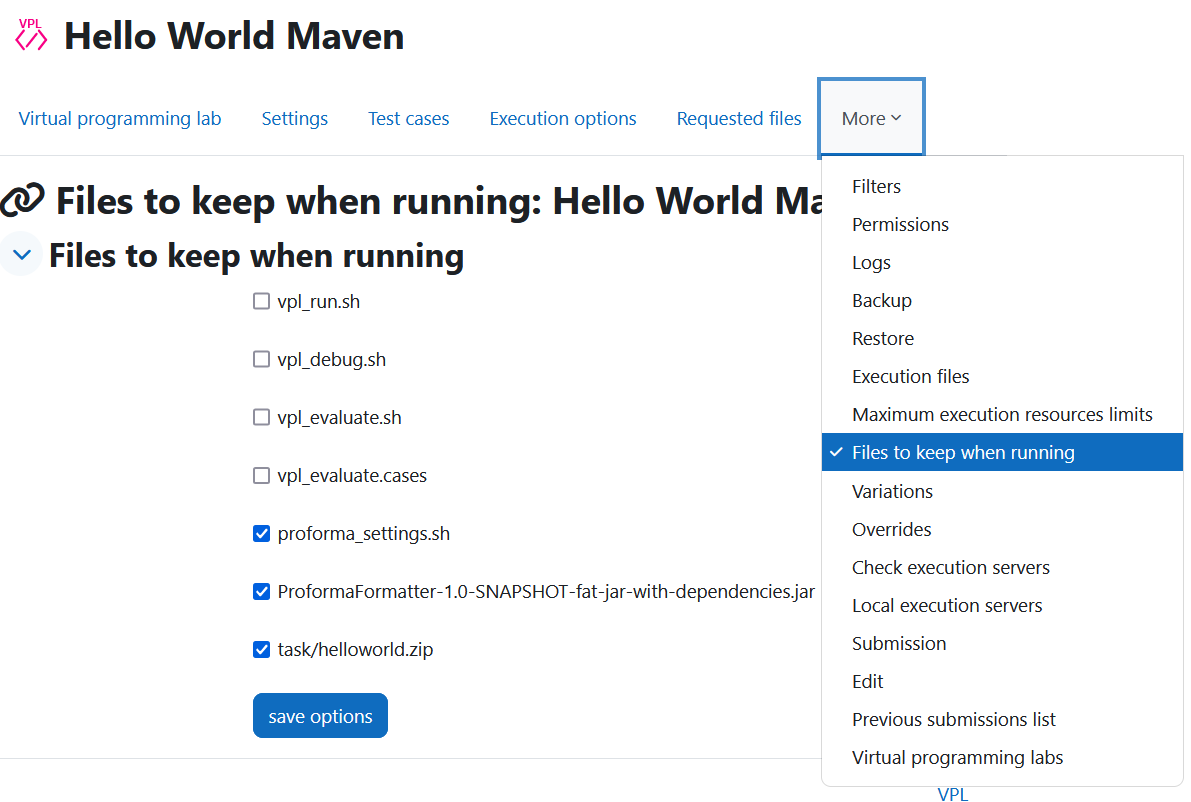 VPL
Hello World Maven
Virtual programming lab
Settings
Test cases
Execution options
Requested files
More
Filters
Permissions
Logs
Backup
Restore
Execution files
Maximum execution resources limits
Files to keep when running
Variations
Overrides
Check execution servers
Local execution servers
Submission
Edit
Previous submissions list
Virtual programming labs
Files to keep when running: Hello World Ma
Files to keep when running
vpl_run.sh
vpl_debug.sh
vpl_evaluate.sh
vpl_evaluate.cases
proforma_settings.sh
ProformaFormatter-1.0-SNAPSHOT-fat-jar-with-dependencies.jar
task/helloworld.zip
save options
VPL